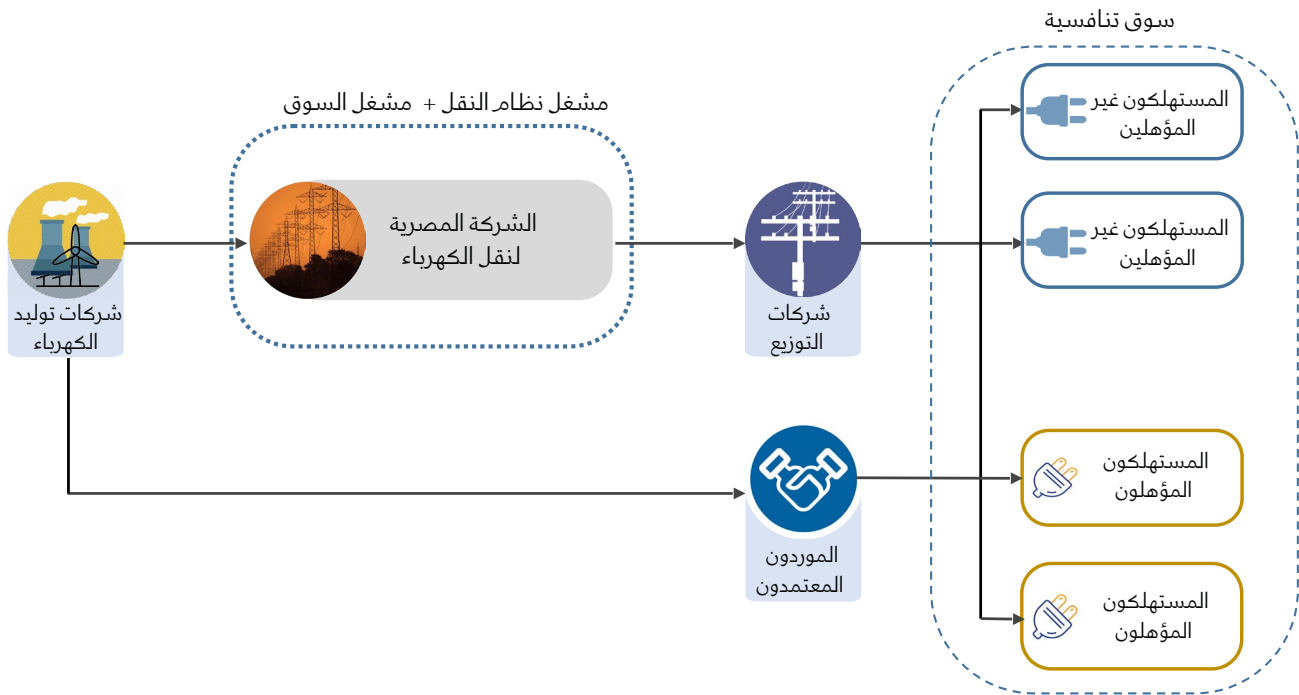 سوق تنافسية
مشغل نظام النقل + مشغل السوق
المستهلكون غير
المؤهلين
الشركة المصرية
لنقل الكهرباء
المستهلكون غير
المؤهلين
شركات
التوزيع
شركات توليد
الكهرباء
المستهلكون
المؤهلون
الموردون
المعتمدون
المستهلكون
المؤهلون